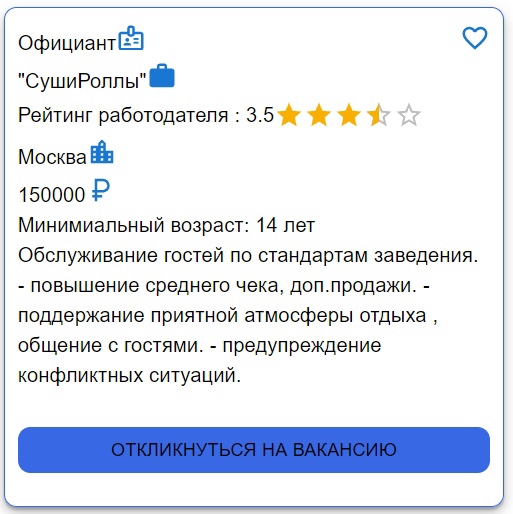 Официант
"СушиРоллы"
Рейтинг работодателя : 3.5
Москва
150000 ₽
Минимиальный возраст: 14 лет
Обслуживание гостей по стандартам заведения.
- повышение среднего чека, доп.продажи. -
поддержание приятной атмосферы отдыха ,
общение с гостями. - предупреждение
конфликтных ситуаций.
ОТКЛИКНУТЬСЯ НА ВАКАНСИЮ